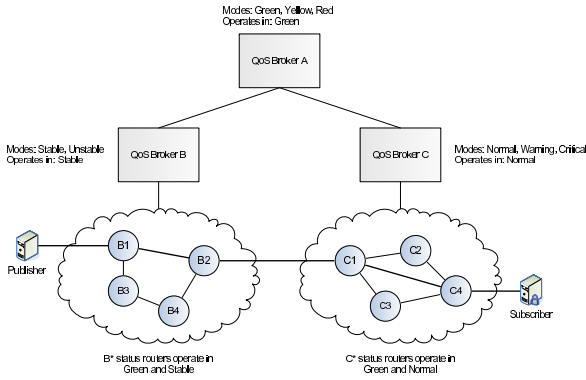 Modes: Green, Yellow, Red
Operates in: Green
QoS Broker A
Modes: Stable, Unstable
Operates in: Stable
QoS Broker B
QoS Broker C
Modes: Normal, Warning, Critical
Operates in: Normal
Publisher
B1
B2
B3
B4
C1
C2
C3
C4
Subscriber
B* status routers operate in
Green and Stable
C* status routers operate in
Green and Normal